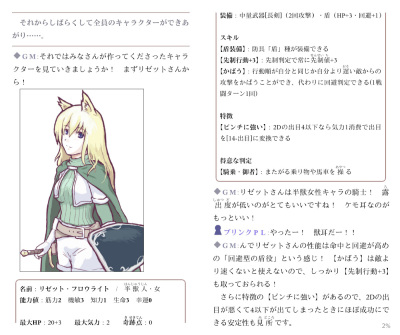 それからしばらくして全員のキャラクターができあ
がり……。
◆GM:それではみなさんが作ってくださったキャラ
クターを見ていきましょうか！　まずリゼットさんか
ら！
名前：リゼット・フロウライト　：半獣人・女
能力値：筋力2　機敏3　知力1　生命3　幸運0
最大HP：20+3　最大気力：2　奇跡点：0
装備：中量武器[長剣]（2回攻撃）・盾（HP+3・回避+1）
スキル
【盾装備】：防具「盾」種が装備できる
【先制行動+3】：先制判定で常に先制値+3
【かばう】：行動順が自分と同じか自分より遅い敵からの
攻撃をかばうことができ、代わりに回避判定できる(1戦
闘ターン1回)
特徴
【ピンチに強い】：2Dの出目4以下なら気力1消費で出目
を[14-出目]に変換できる
得意な判定
【騎乗・御者】：またがる乗り物や馬車を操る
◆GM:リゼットさんは半獣女性キャラの騎士！　露
出度が低いのがとてもいいですね！　ケモ耳なのが
もっといい！
プリンクPL:やったー！　獣耳だー！！
◆GM:んでリゼットさんの性能は命中と回避が高め
の「回避型の盾役」という感じ！　【かばう】は敵よ
り速くないと使えないので、しっかり【先制行動+3】
も取っておられる！
さらに特徴の【ピンチに強い】があるので、2Dの出
目が悪くて4以下が出てしまったときにほぼ成功にで
きる安定性も見所です。